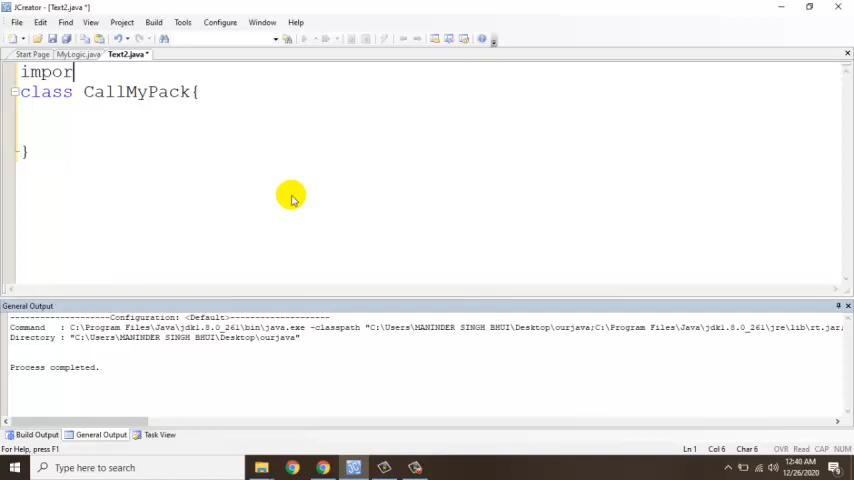 JCreator - [Text2.java *]
File Edit Find View Project Build Tools Configure Window Help
Start Page MyLogic.java Text2.java *
impor
class CallMyPack{
}
General Output
--------------------Configuration: <Default>--------------------
Command : C:\Program Files\Java\jdk1.8.0_261\bin\java.exe -classpath "C:\Users\MANINDER SINGH BHUI\Desktop\ourjava;C:\Program Files\Java\jdk1.8.0_261\jre\lib\rt.jar;
Directory : "C:\Users\MANINDER SINGH BHUI\Desktop\ourjava"
Process completed.
Build Output General Output Task View
For Help, press F1 Ln 1 Col 6 Char 6 OVR Read CAP NUM
Type here to search
12:40 AM
12/26/2020